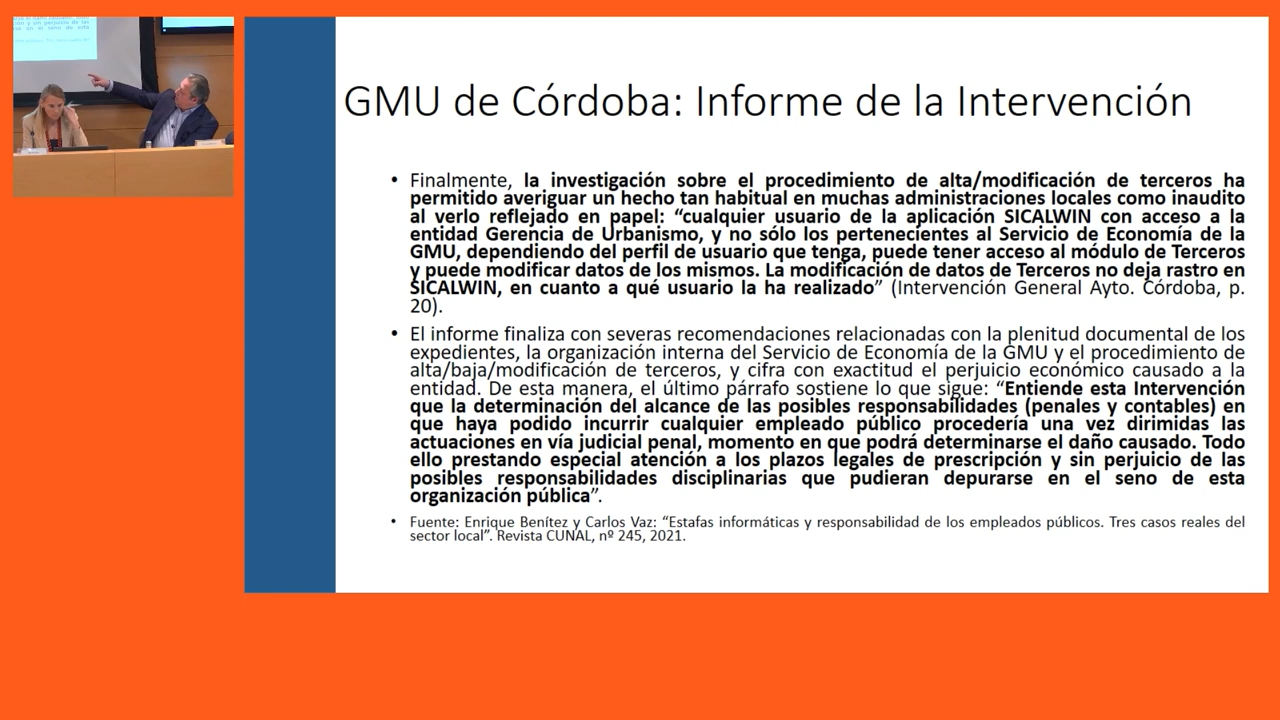 GMU de Córdoba: Informe de la Intervención
• Finalmente, la investigación sobre el procedimiento de alta/modificación de terceros ha
permitido averiguar un hecho tan habitual en muchas administraciones locales como inaudito
al verlo reflejado en papel: “cualquier usuario de la aplicación SICALWIN con acceso a la
entidad Gerencia de Urbanismo, y no sólo los pertenecientes al Servicio de Economía de la
GMU, dependiendo del perfil de usuario que tenga, puede tener acceso al módulo de Terceros
y puede modificar datos de los mismos. La modificación de datos de Terceros no deja rastro en
SICALWIN, en cuanto a qué usuario la ha realizado” (Intervención General Ayto. Córdoba, p.
20).
• El informe finaliza con severas recomendaciones relacionadas con la plenitud documental de los
expedientes, la organización interna del Servicio de Economía de la GMU y el procedimiento de
alta/baja/modificación de terceros, y cifra con exactitud el perjuicio económico causado a la
entidad. De esta manera, el último párrafo sostiene lo que sigue: “Entiende esta Intervención
que la determinación del alcance de las posibles responsabilidades (penales y contables) en
que haya podido incurrir cualquier empleado público procedería una vez dirimidas las
actuaciones en vía judicial penal, momento en que podrá determinarse el daño causado. Todo
ello prestando especial atención a los plazos legales de prescripción y sin perjuicio de las
posibles responsabilidades disciplinarias que pudieran depurarse en el seno de esta
organización pública”.
• Fuente: Enrique Benítez y Carlos Vaz: “Estafas informáticas y responsabilidad de los empleados públicos. Tres casos reales del
sector local”. Revista CUNAL, nº 245, 2021.